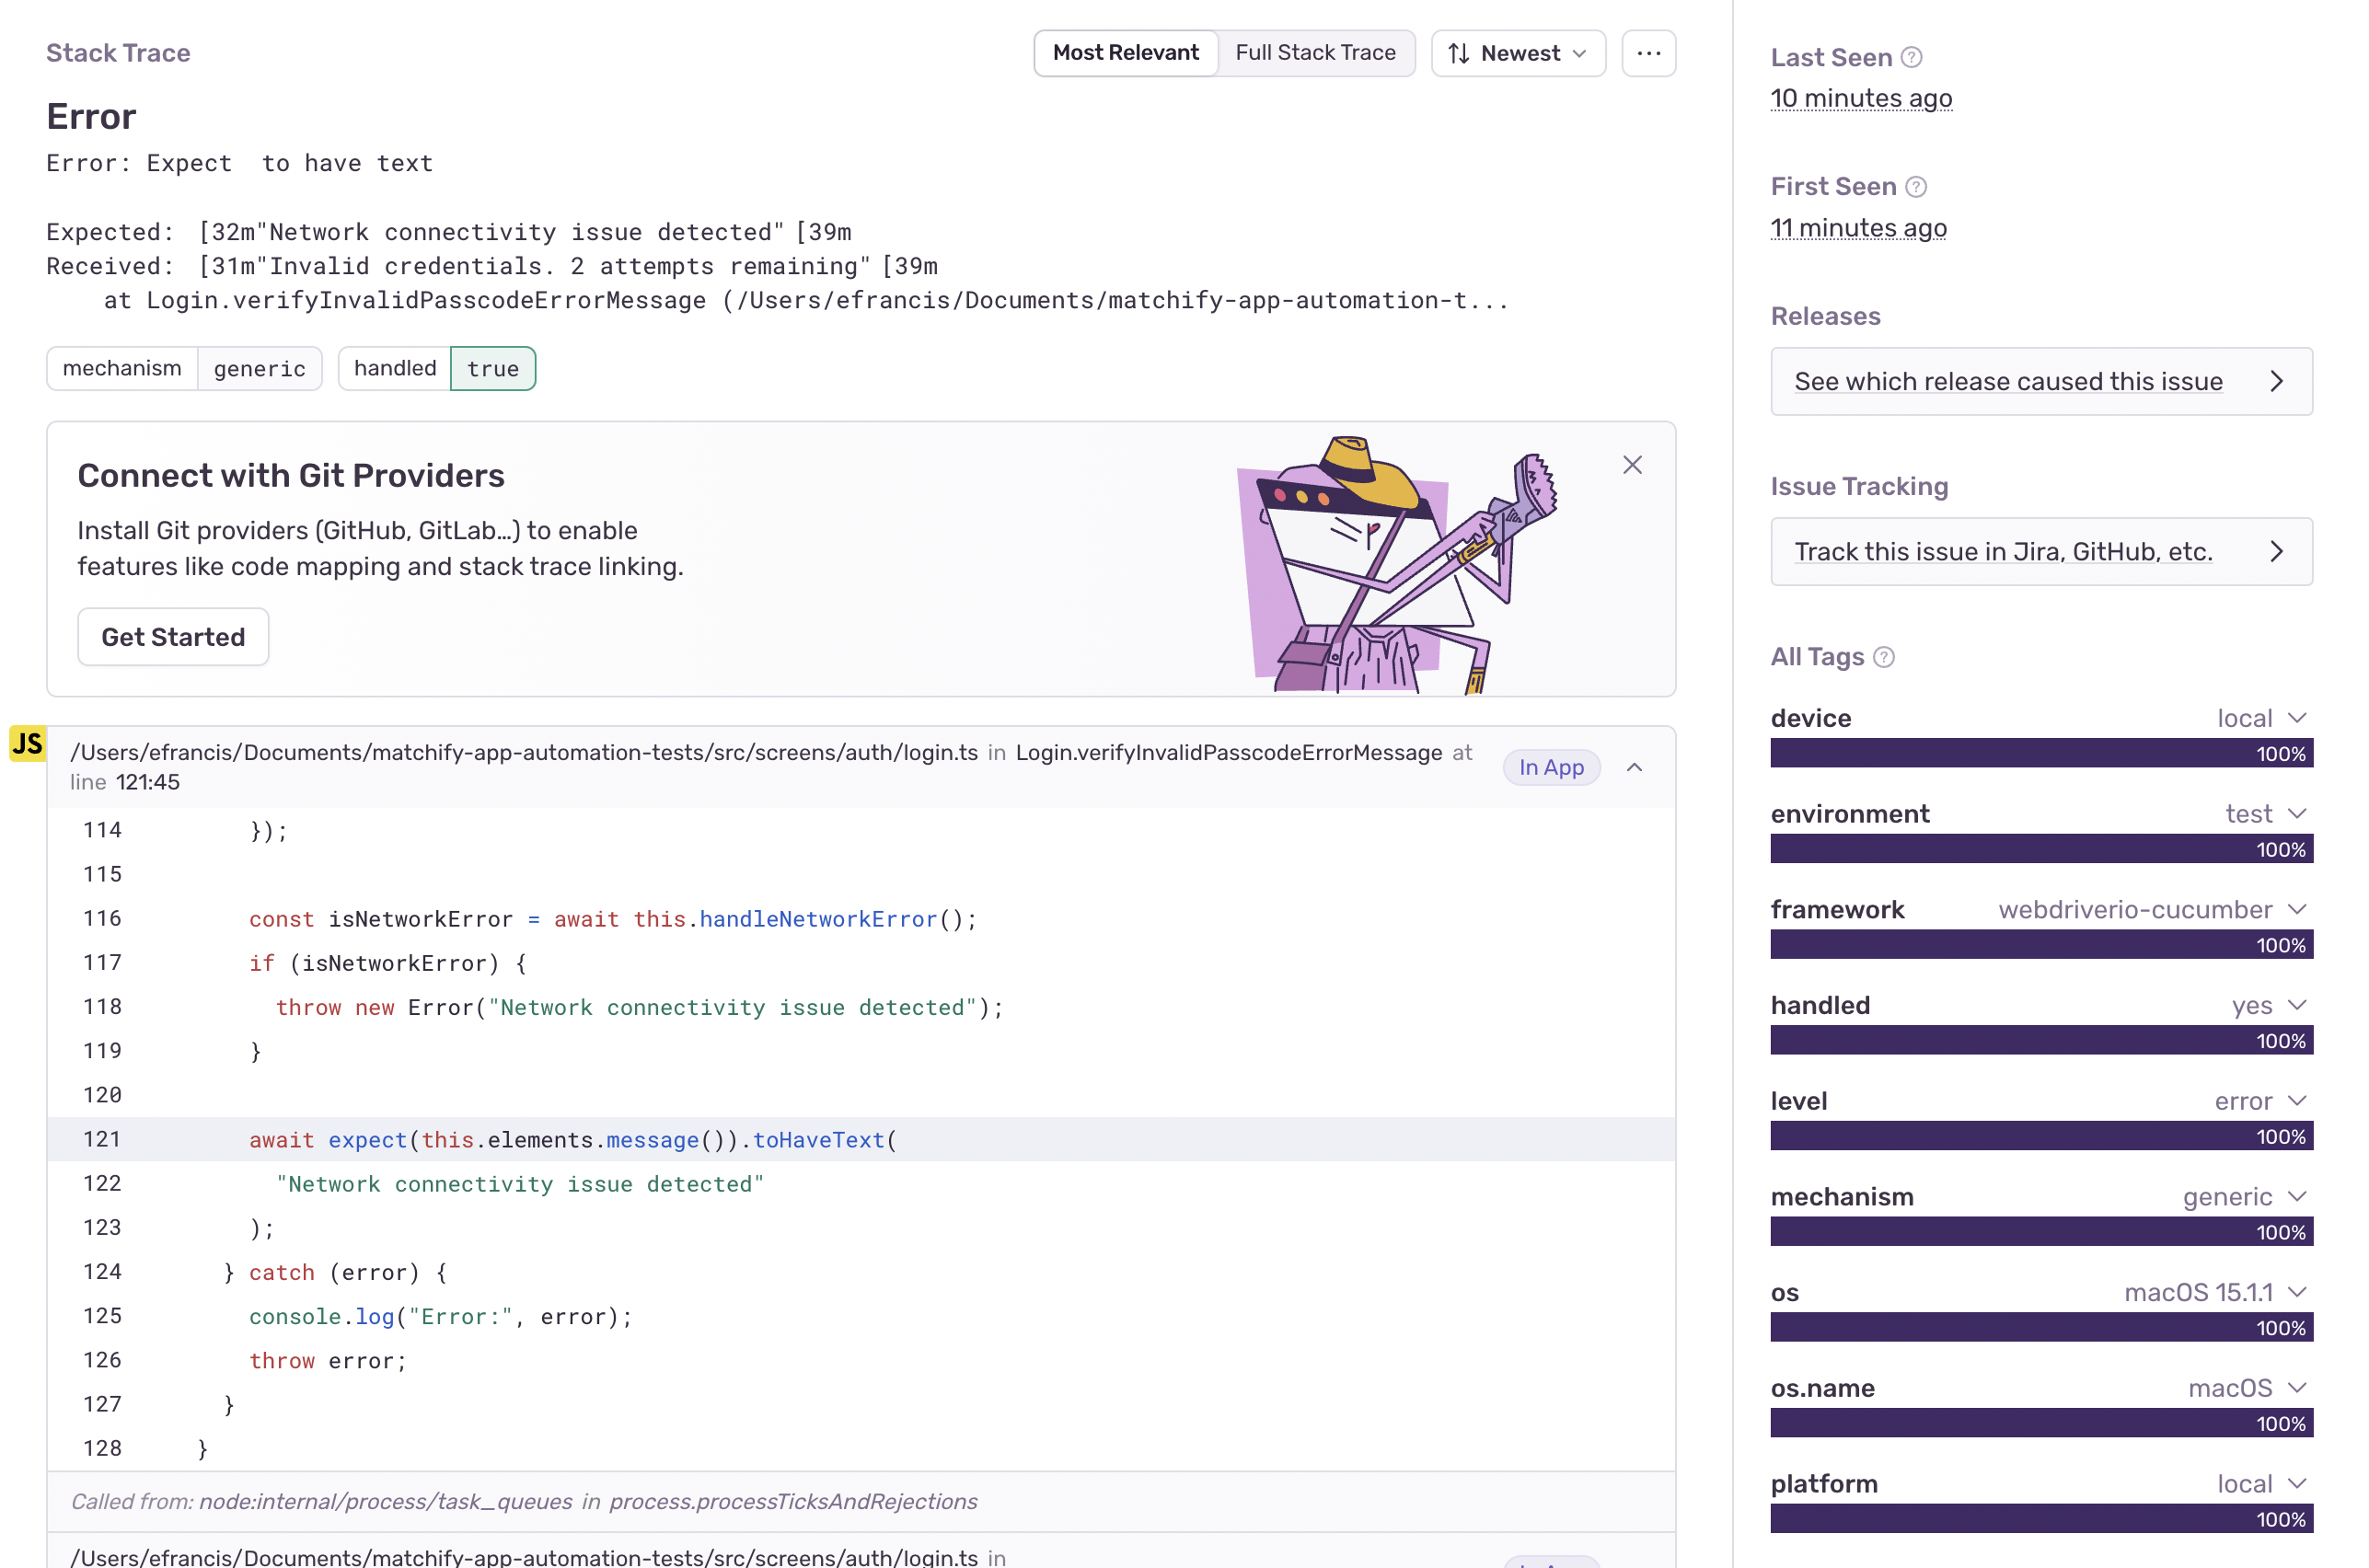 Stack Trace
Most Relevant
Full Stack Trace
Newest
Error
Error: Expect  to have text
Expected:  [32m"Network connectivity issue detected" [39m
Received:  [31m"Invalid credentials. 2 attempts remaining" [39m
at Login.verifyInvalidPasscodeErrorMessage (/Users/efrancis/Documents/matchify-app-automation-t...
mechanism generic handled true
Connect with Git Providers
Install Git providers (GitHub, GitLab…) to enable
features like code mapping and stack trace linking.
Get Started
JS
/Users/efrancis/Documents/matchify-app-automation-tests/src/screens/auth/login.ts in Login.verifyInvalidPasscodeErrorMessage at
line 121:45
In App
114 });
115
116 const isNetworkError = await this.handleNetworkError();
117 if (isNetworkError) {
118 throw new Error("Network connectivity issue detected");
119 }
120
121 await expect(this.elements.message()).toHaveText(
122 "Network connectivity issue detected"
123 );
124 } catch (error) {
125 console.log("Error:", error);
126 throw error;
127 }
128 }
Called from: node:internal/process/task_queues in process.processTicksAndRejections
/Users/efrancis/Documents/matchify-app-automation-tests/src/screens/auth/login.ts in
In App
Last Seen ?
10 minutes ago
First Seen ?
11 minutes ago
Releases
See which release caused this issue
Issue Tracking
Track this issue in Jira, GitHub, etc.
All Tags ?
device local
100%
environment test
100%
framework webdriverio-cucumber
100%
handled yes
100%
level error
100%
mechanism generic
100%
os macOS 15.1.1
100%
os.name macOS
100%
platform local
100%